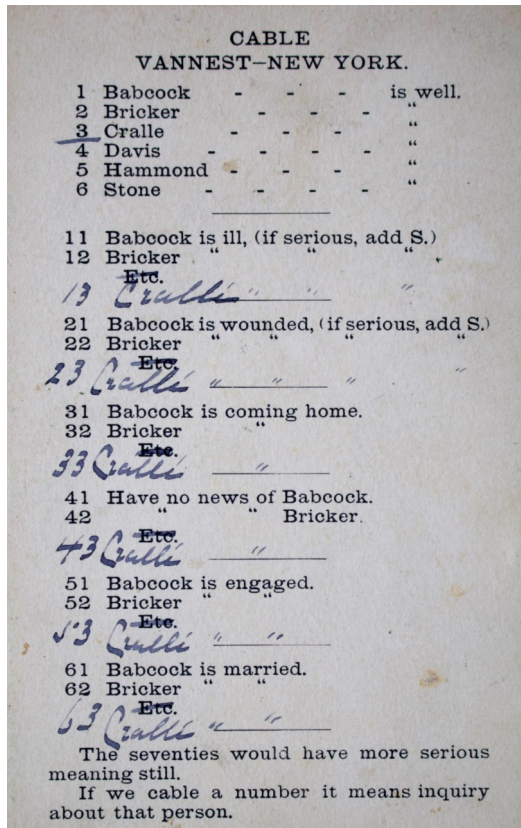 CABLE
VANNEST—NEW YORK.
1 Babcock - - - is well.
2 Bricker - - - "
3 Cralle - - - "
4 Davis - - - - "
5 Hammond - - - "
6 Stone - - - - "
11 Babcock is ill, (if serious, add S.)
12 Bricker " " "
Etc.
13 Cralle " " "
21 Babcock is wounded, (if serious, add S.)
22 Bricker " " " "
Etc.
23 Cralle " " " "
31 Babcock is coming home.
32 Bricker "
Etc.
33 Cralle "
41 Have no news of Babcock.
42 " " Bricker.
Etc.
43 Cralle "
51 Babcock is engaged.
52 Bricker " "
Etc.
53 Cralle " "
61 Babcock is married.
62 Bricker " "
Etc.
63 Cralle " "
The seventies would have more serious
meaning still.
If we cable a number it means inquiry
about that person.